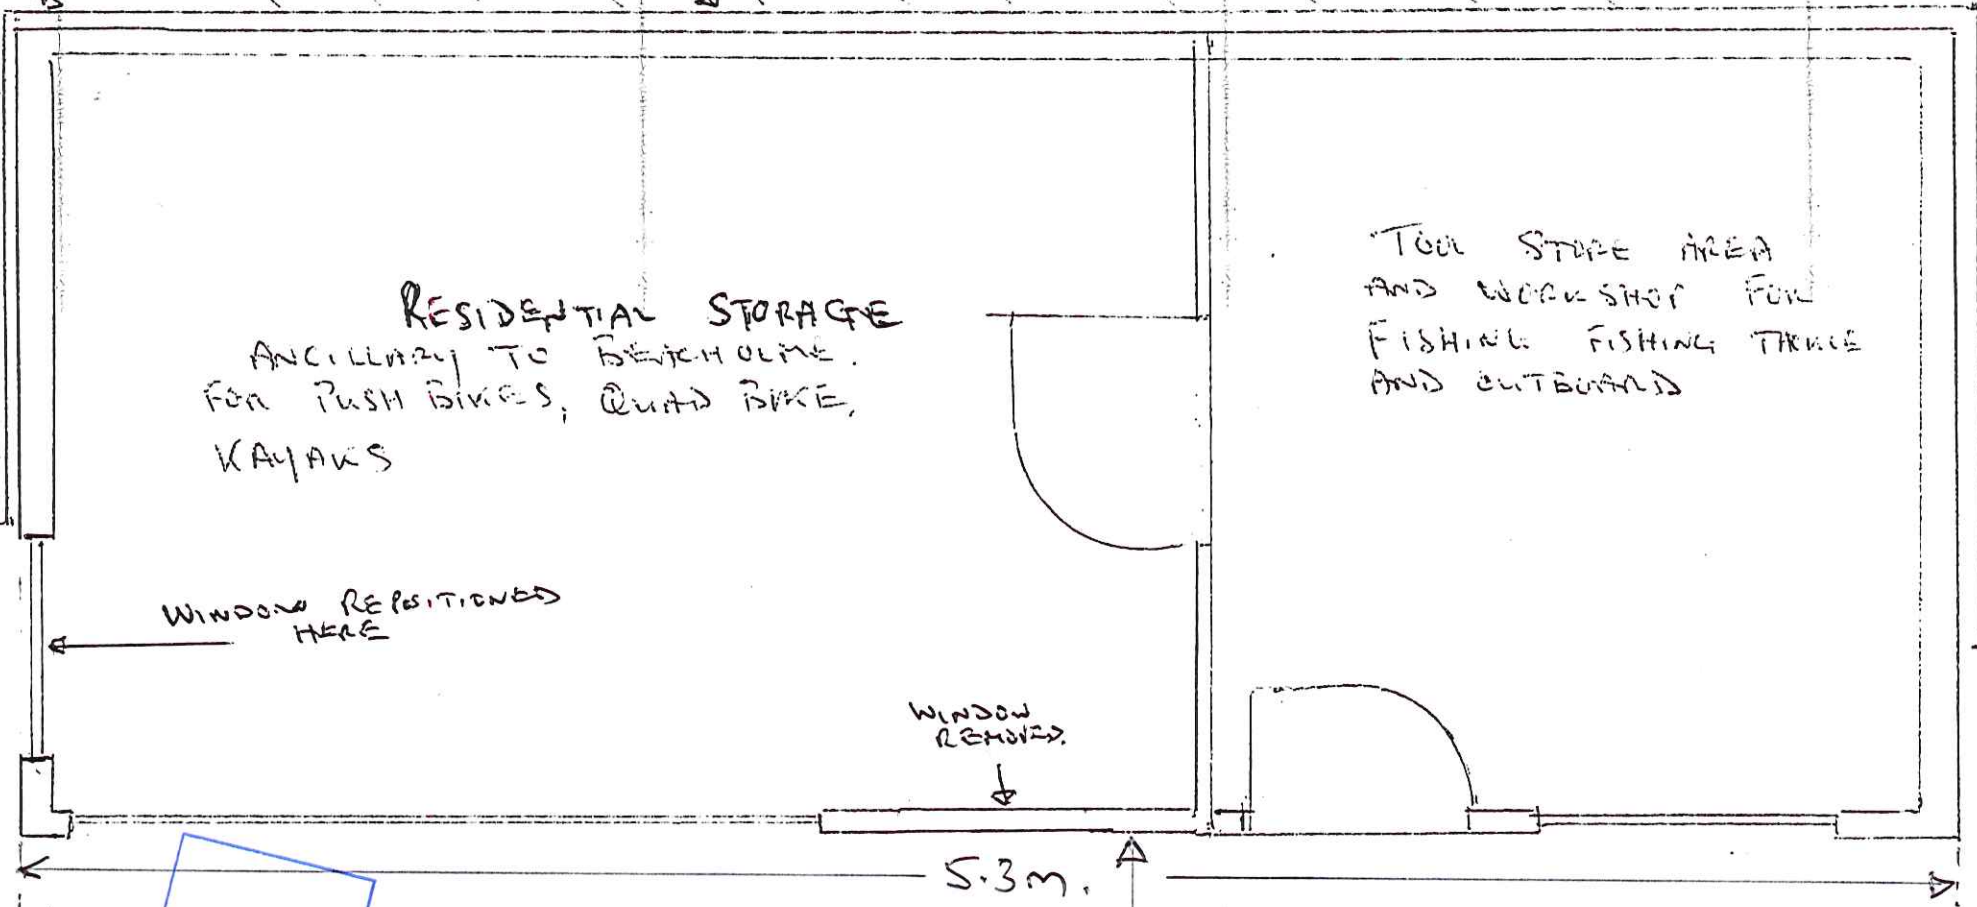 RESIDENTIAL STORAGE
ANCILLARY TO BEACHOLME.
FOR PUSH BIKES, QUAD BIKE,
KAYAKS
TOOL STORE AREA
AND WORKSHOP FOR
FISHING FISHING TACKLE
AND OUTBOARD
WINDOW REPOSITIONED
HERE
WINDOW
REMOVED.
5.3m.